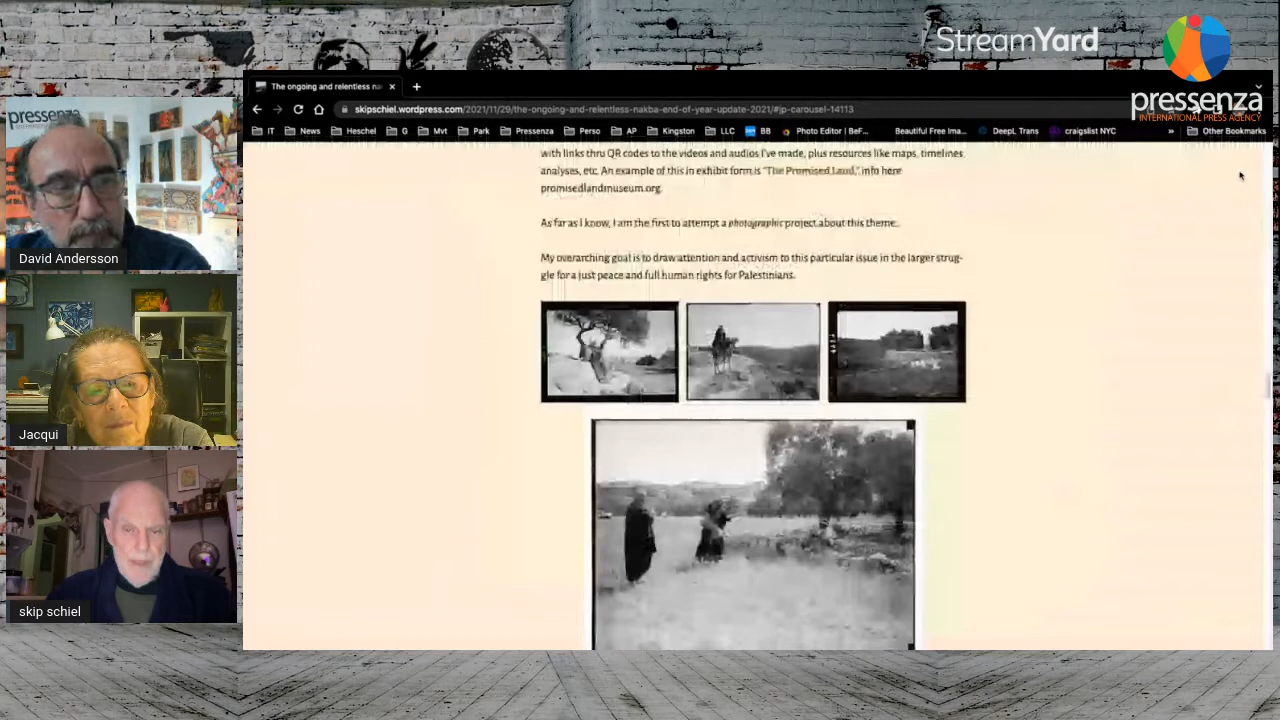 StreamYard
pressenza
INTERNATIONAL PRESS AGENCY
pressenza
David Andersson
Jacqui
skip schiel
The ongoing and relentless na
skipschiel.wordpress.com/2021/11/29/the-ongoing-and-relentless-nakba-end-of-year-update-2021/#jp-carousel-14113
IT News Heschel G Mvt Park Pressenza Perso AP Kingston LLC BB Photo Editor | BeF... Beautiful Free Ima... DeepL Trans craigslist NYC » Other Bookmarks
with links thru QR codes to the videos and audios I've made, plus resources like maps, timelines,
analyses, etc. An example of this in exhibit form is "The Promised Land," info here
promisedlandmuseum.org.
As far as I know, I am the first to attempt a photographic project about this theme.
My overarching goal is to draw attention and activism to this particular issue in the larger strug-
gle for a just peace and full human rights for Palestinians.